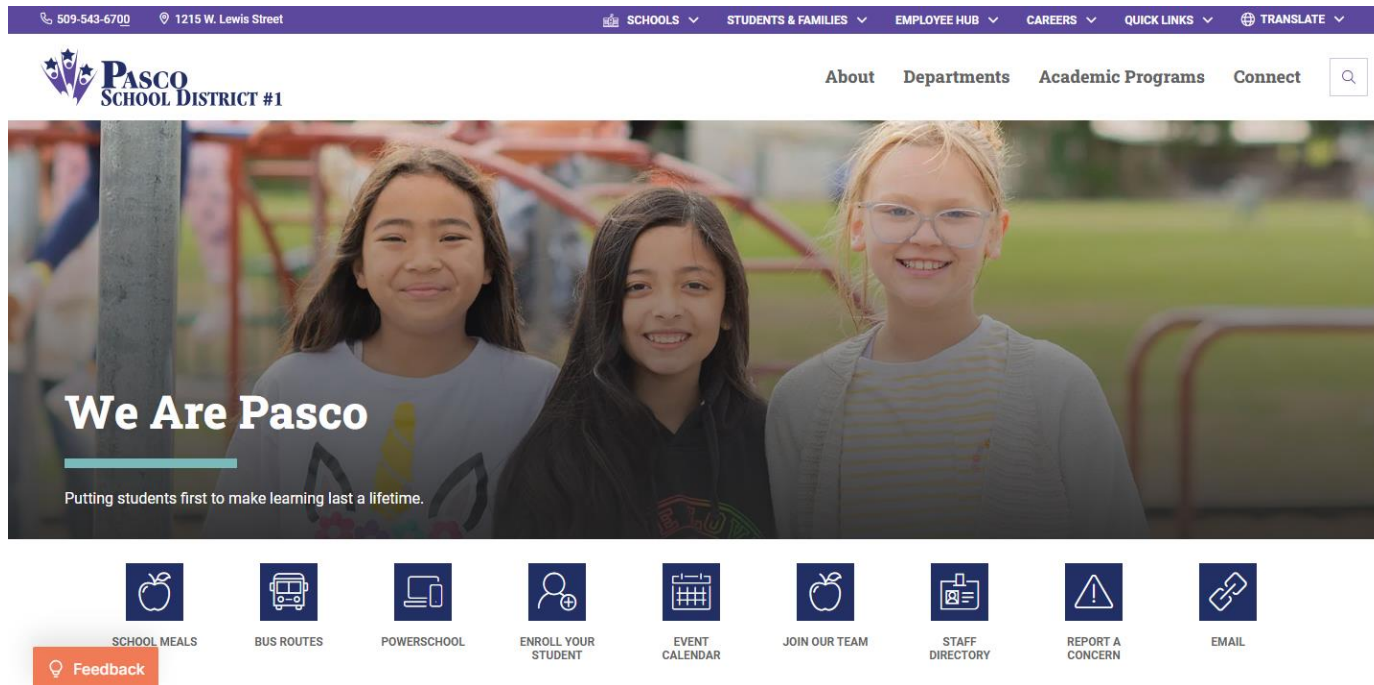 509-543-6700 1215 W. Lewis Street SCHOOLS STUDENTS & FAMILIES EMPLOYEE HUB CAREERS QUICK LINKS TRANSLATE
PASCO
SCHOOL DISTRICT #1
About Departments Academic Programs Connect
We Are Pasco
Putting students first to make learning last a lifetime.
SCHOOL MEALS
BUS ROUTES
POWERSCHOOL
ENROLL YOUR
STUDENT
EVENT
CALENDAR
JOIN OUR TEAM
STAFF
DIRECTORY
REPORT A
CONCERN
EMAIL
Feedback